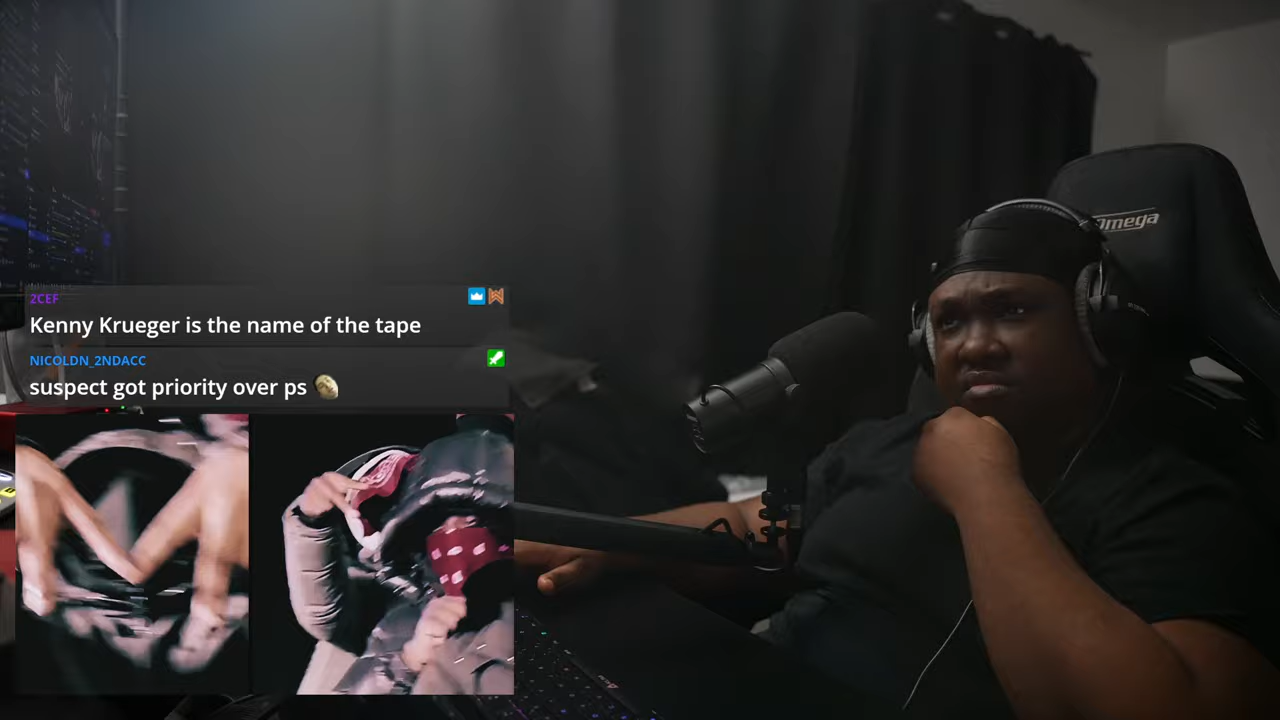 2CEF
Kenny Krueger is the name of the tape
NICOLDN_2NDACC
suspect got priority over ps
omega